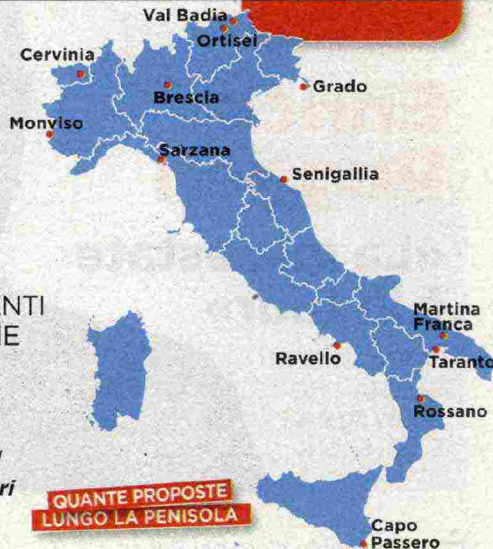 Val Badia
Ortisei
Cervinia
Brescia
Grado
Monviso
Sarzana
Senigallia
Martina
Franca
Ravello
Taranto
Rossano
QUANTE PROPOSTE
LUNGO LA PENISOLA
Capo
Passero